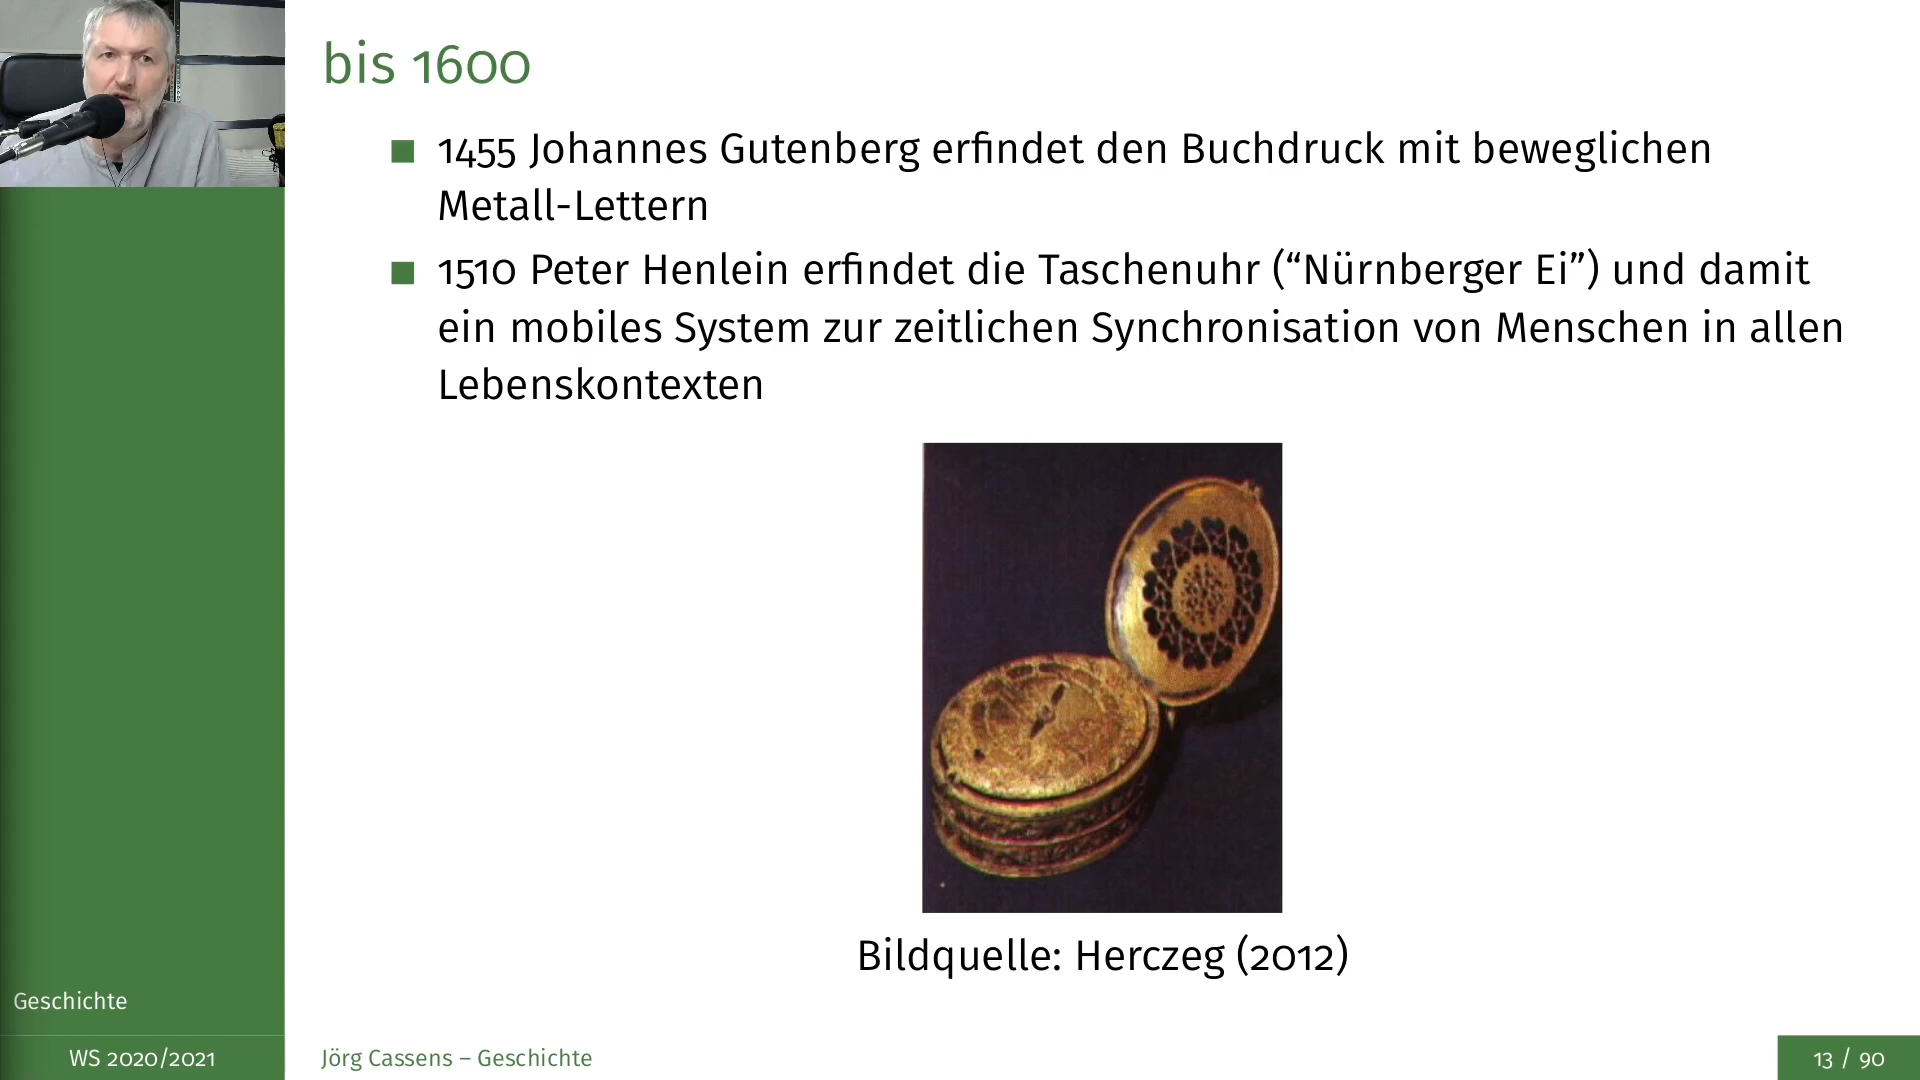 bis 1600
1455 Johannes Gutenberg erfindet den Buchdruck mit beweglichen
Metall-Lettern
1510 Peter Henlein erfindet die Taschenuhr (“Nürnberger Ei”) und damit
ein mobiles System zur zeitlichen Synchronisation von Menschen in allen
Lebenskontexten
Bildquelle: Herczeg (2012)
Geschichte
WS 2020/2021
Jörg Cassens – Geschichte
13 / 90